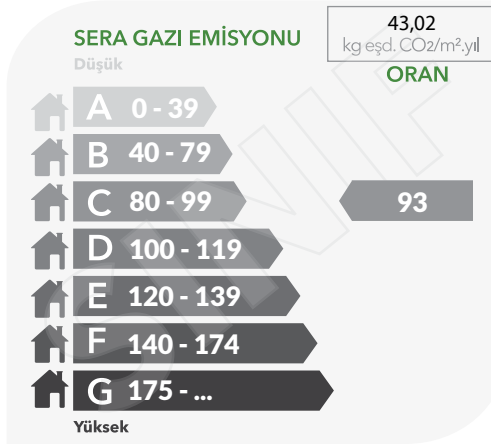 SERA GAZI EMİSYONU
43,02
kg eşd. CO2/m².yıl
Düşük
ORAN
A 0 - 39
B 40 - 79
C 80 - 99
93
D 100 - 119
E 120 - 139
F 140 - 174
G 175 - ...
Yüksek
SINIF